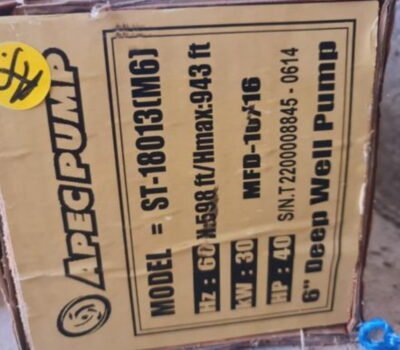 APEC PUMP
MODEL = ST-18013(M6)
Hz : 60 H:598 ft/Hmax:943 ft
KW : 30 MFD-10/16
HP : 40 S/N.T2200008845 - 0614
6" Deep Well Pump